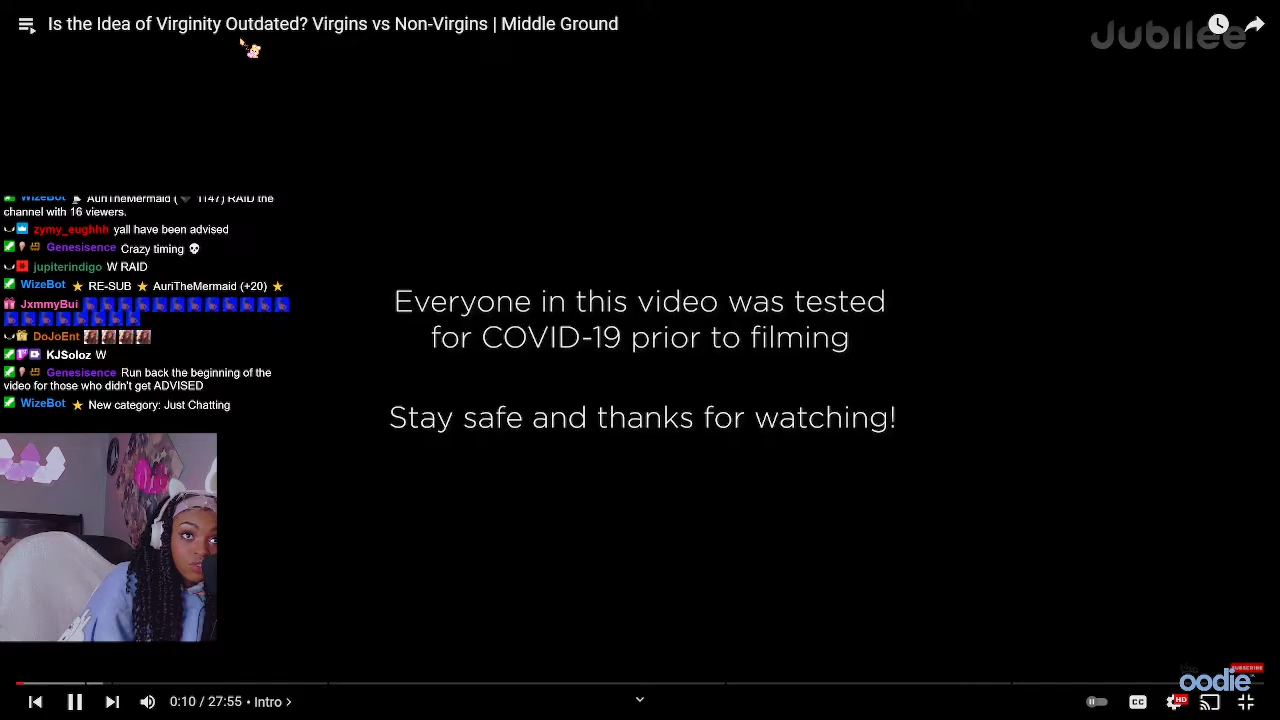 Is the Idea of Virginity Outdated? Virgins vs Non-Virgins | Middle Ground
Jubilee
WizeBot AuriTheMermaid ( 1147) RAID the
channel with 16 viewers.
zymy_eughhh yall have been advised
Genesisence Crazy timing
jupiterindigo W RAID
WizeBot RE-SUB AuriTheMermaid (+20)
JxmmyBui
DoJoEnt
KJSoloz W
Genesisence Run back the beginning of the
video for those who didn't get ADVISED
WizeBot New category: Just Chatting
Everyone in this video was tested
for COVID-19 prior to filming
Stay safe and thanks for watching!
SUBSCRIBE
oodie
0:10 / 27:55 • Intro
CC
HD